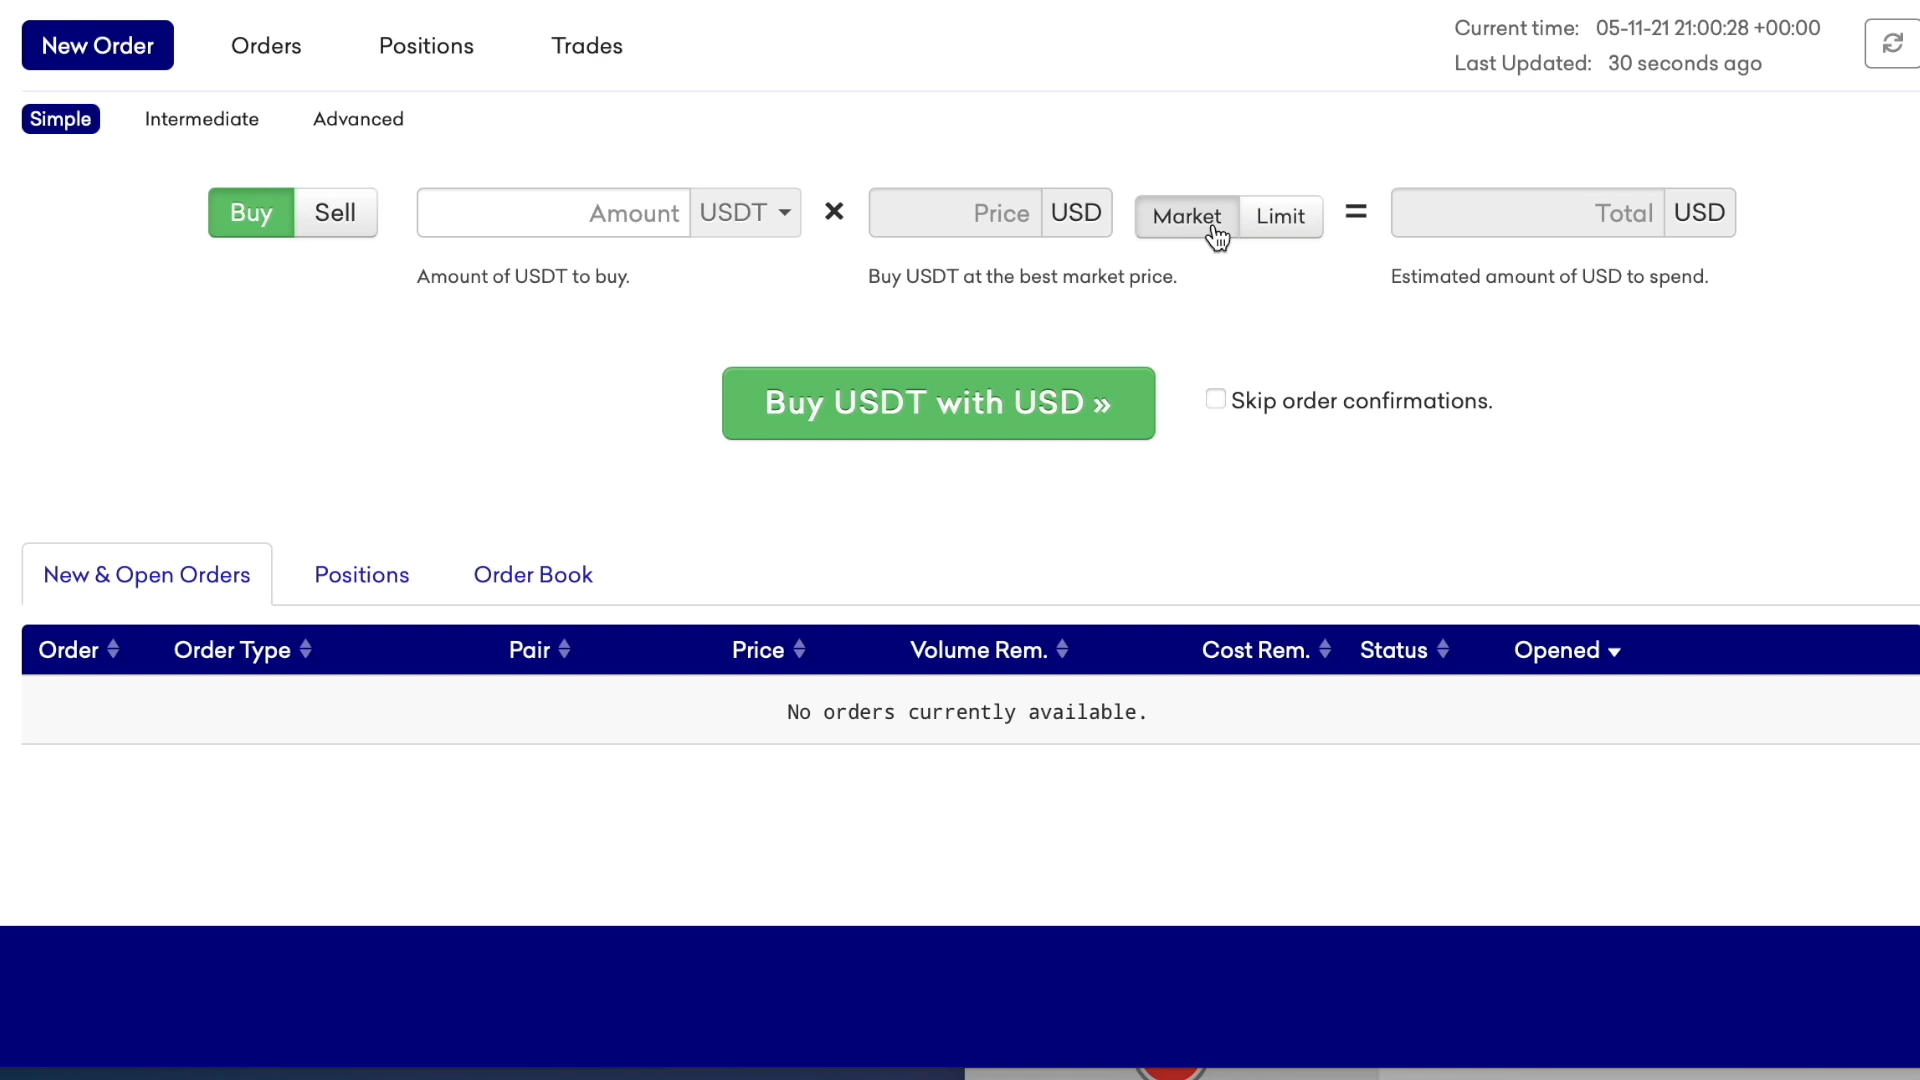 New Order Orders Positions Trades
Current time: 05-11-21 21:00:28 +00:00
Last Updated: 30 seconds ago
Simple Intermediate Advanced
Buy Sell Amount USDT × Price USD Market Limit = Total USD
Amount of USDT to buy. Buy USDT at the best market price. Estimated amount of USD to spend.
Buy USDT with USD » Skip order confirmations.
New & Open Orders Positions Order Book
Order Order Type Pair Price Volume Rem. Cost Rem. Status Opened
No orders currently available.